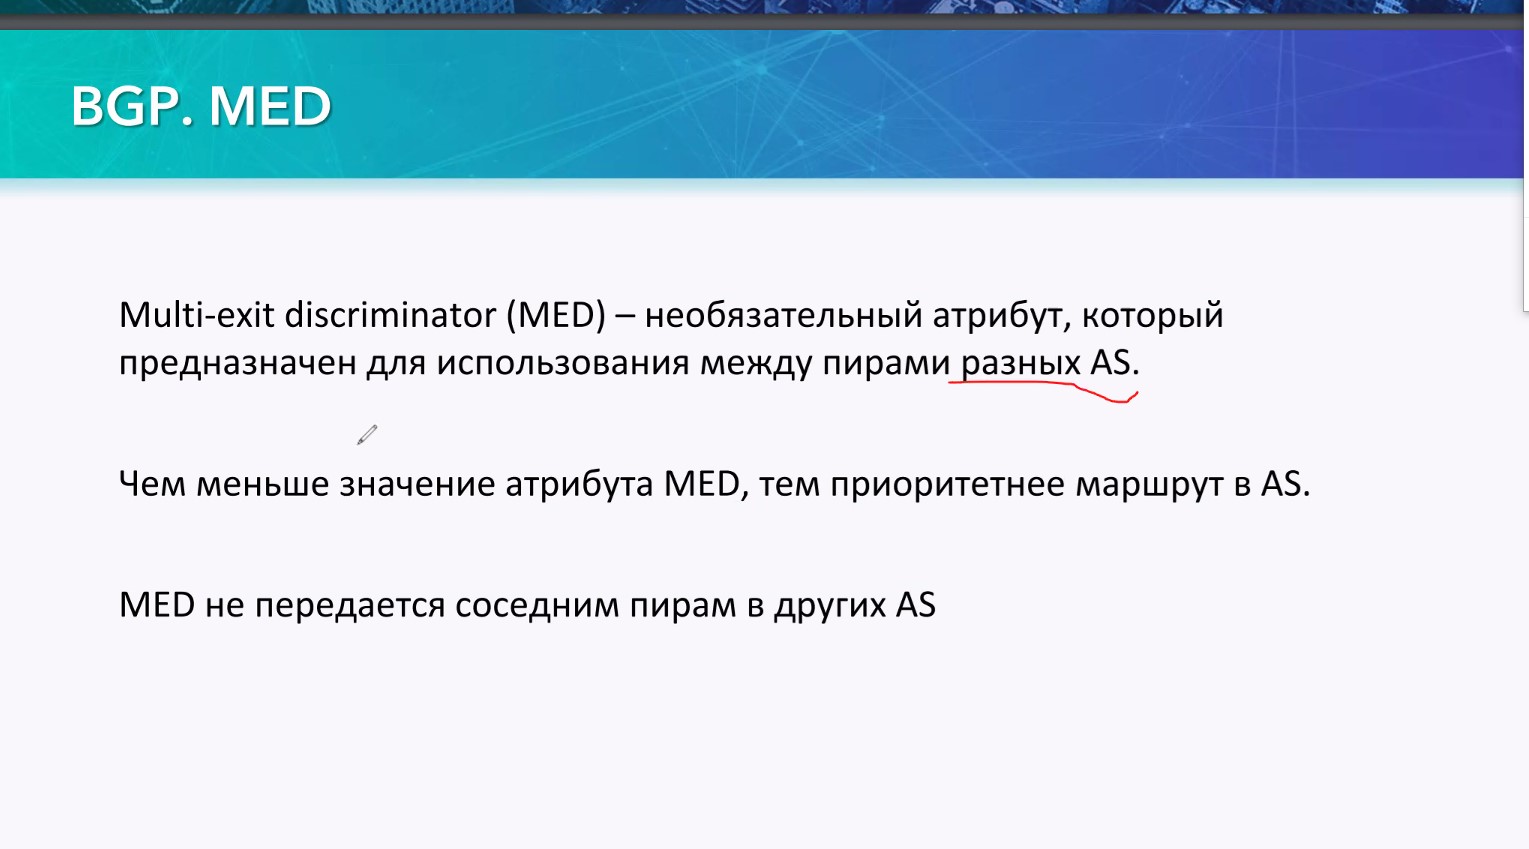 BGP. MED
Multi-exit discriminator (MED) – необязательный атрибут, который
предназначен для использования между пирами разных AS.
Чем меньше значение атрибута MED, тем приоритетнее маршрут в AS.
MED не передается соседним пирам в других AS